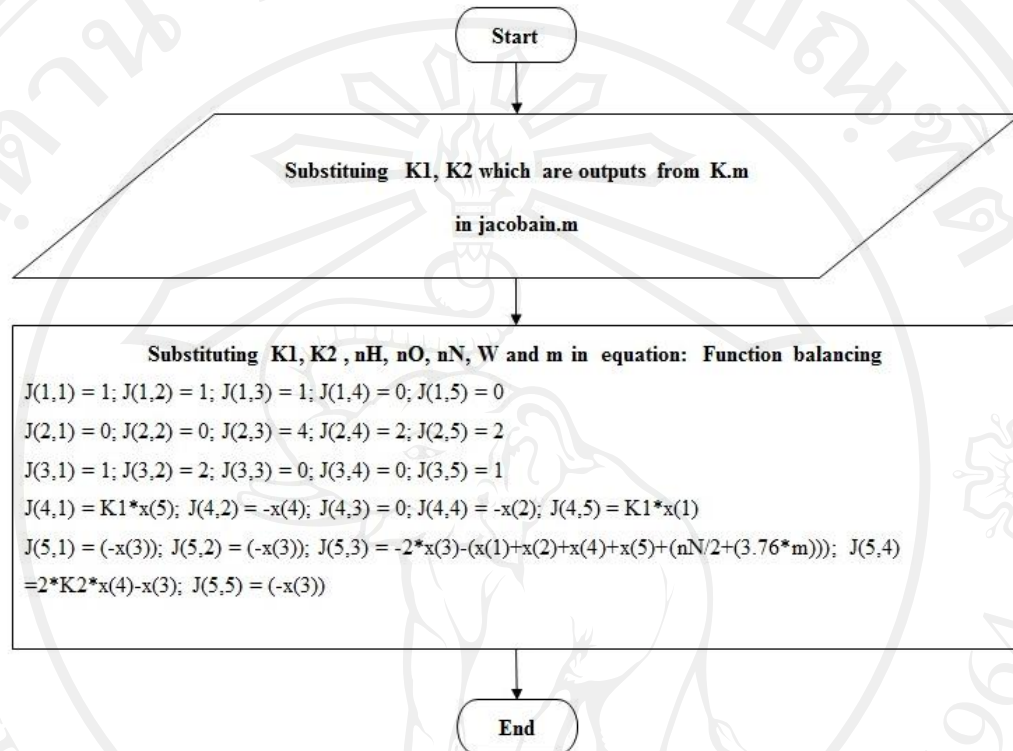 Start
Substituing K1, K2 which are outputs from K.m
in jacobain.m
Substituting K1, K2 , nH, nO, nN, W and m in equation: Function balancing
J(1,1) = 1; J(1,2) = 1; J(1,3) = 1; J(1,4) = 0; J(1,5) = 0
J(2,1) = 0; J(2,2) = 0; J(2,3) = 4; J(2,4) = 2; J(2,5) = 2
J(3,1) = 1; J(3,2) = 2; J(3,3) = 0; J(3,4) = 0; J(3,5) = 1
J(4,1) = K1*x(5); J(4,2) = -x(4); J(4,3) = 0; J(4,4) = -x(2); J(4,5) = K1*x(1)
J(5,1) = (-x(3)); J(5,2) = (-x(3)); J(5,3) = -2*x(3)-(x(1)+x(2)+x(4)+x(5)+(nN/2+(3.76*m))); J(5,4)
=2*K2*x(4)-x(3); J(5,5) = (-x(3))
End